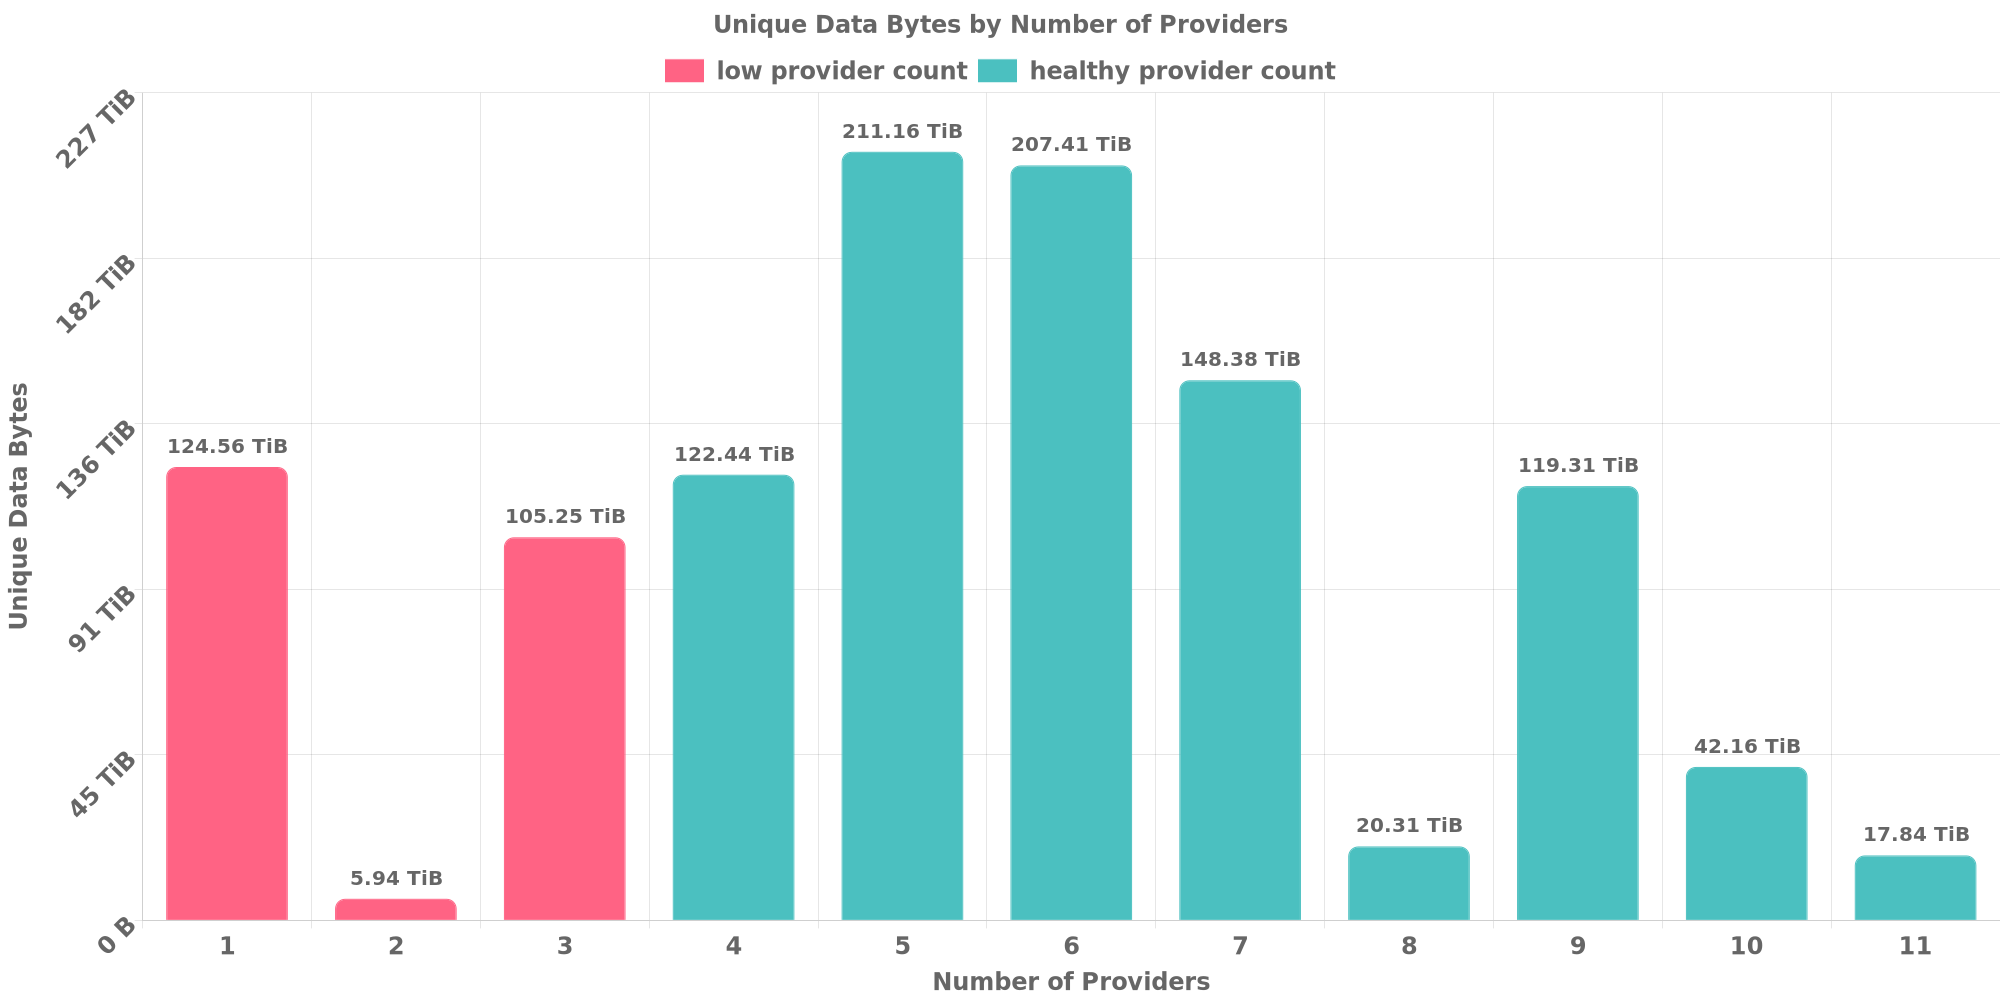 Unique Data Bytes by Number of Providers
low provider count healthy provider count
227 TiB
182 TiB
136 TiB
91 TiB
45 TiB
0 B
Unique Data Bytes
124.56 TiB
5.94 TiB
105.25 TiB
122.44 TiB
211.16 TiB
207.41 TiB
148.38 TiB
20.31 TiB
119.31 TiB
42.16 TiB
17.84 TiB
1 2 3 4 5 6 7 8 9 10 11
Number of Providers